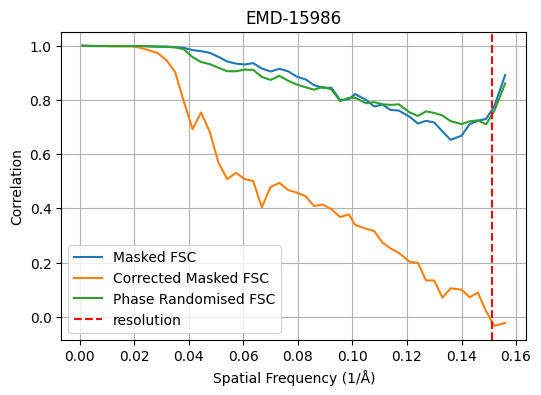 EMD-15986
Correlation
1.0
0.8
0.6
0.4
0.2
0.0
Masked FSC
Corrected Masked FSC
Phase Randomised FSC
resolution
0.00 0.02 0.04 0.06 0.08 0.10 0.12 0.14 0.16
Spatial Frequency (1/Å)